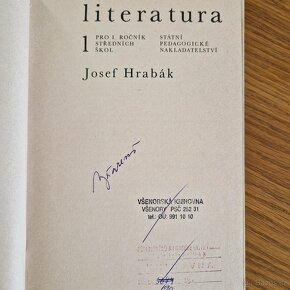 literatura
1 PRO I. ROČNÍK STŘEDNÍCH ŠKOL
STÁTNÍ PEDAGOGICKÉ NAKLADATELSTVÍ
Josef Hrabák
VŠENORSKÁ KNIHOVNA
VŠENORY PSČ 252 31
tel.: OÚ: 991 10 10